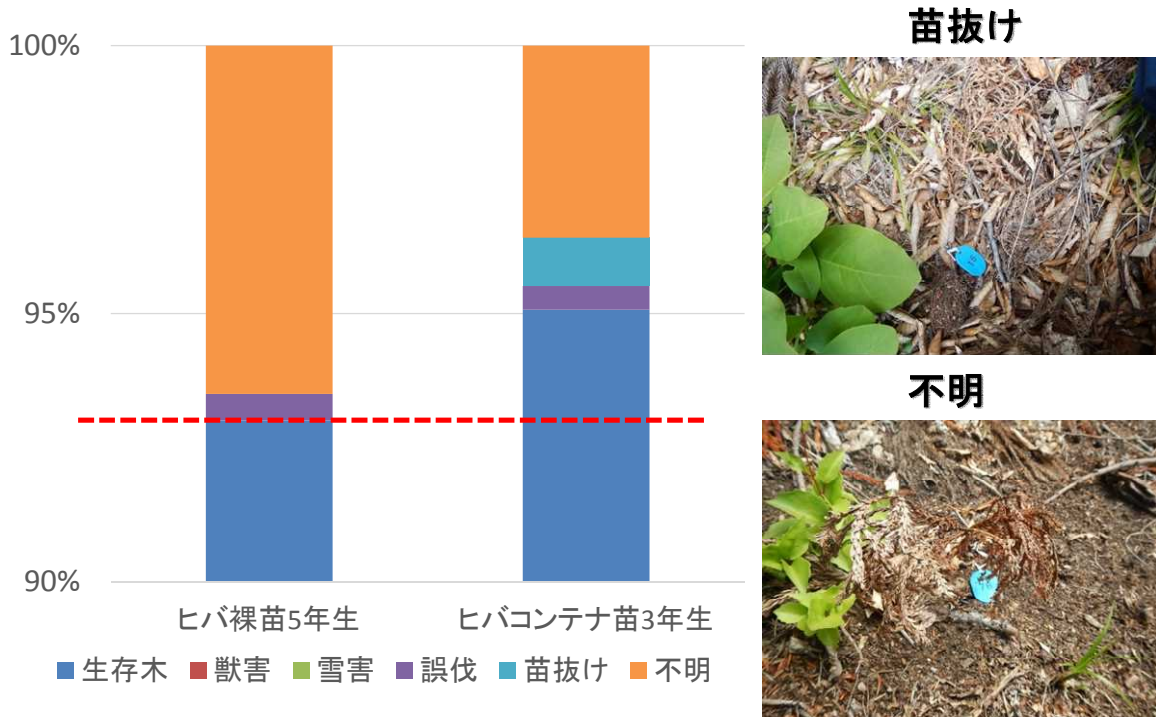 100%
95%
90%
ヒバ裸苗5年生
ヒバコンテナ苗3年生
生存木 獣害 雪害 誤伐 苗抜け 不明
苗抜け
不明